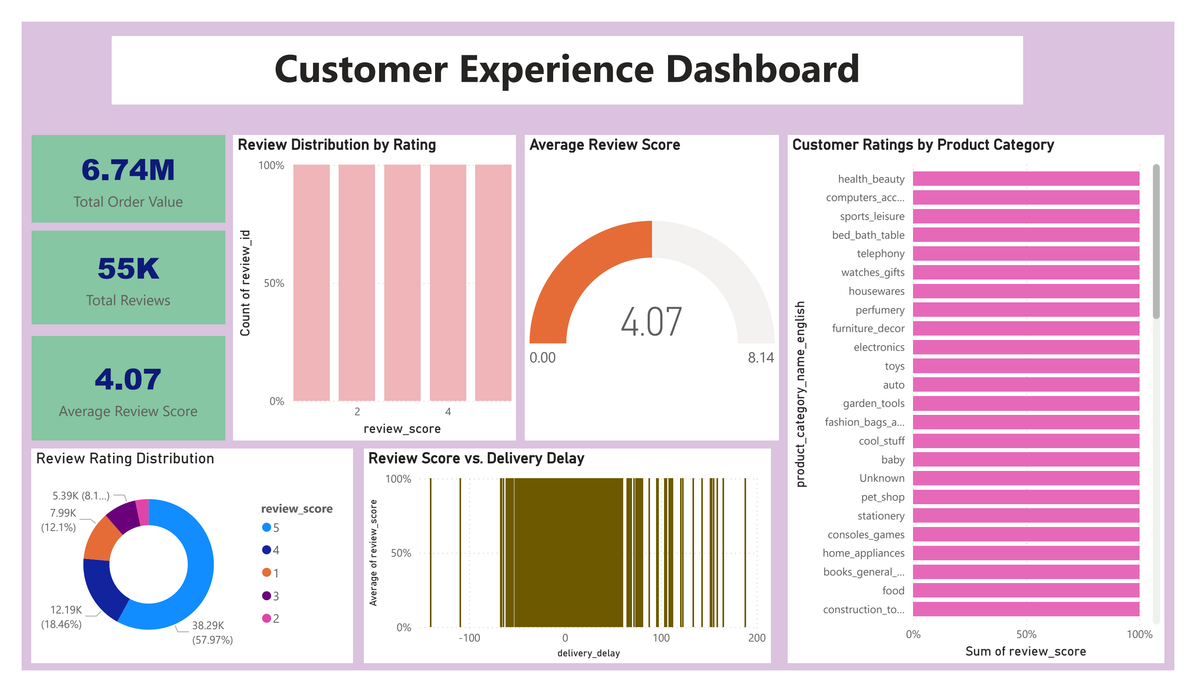 Customer Experience Dashboard
6.74M
Total Order Value
55K
Total Reviews
4.07
Average Review Score
Review Distribution by Rating
100%
50%
0%
Count of review_id
2
4
review_score
Average Review Score
4.07
0.00
8.14
Customer Ratings by Product Category
product_category_name_english
health_beauty
computers_acc...
sports_leisure
bed_bath_table
telephony
watches_gifts
housewares
perfumery
furniture_decor
electronics
toys
auto
garden_tools
fashion_bags_a...
cool_stuff
baby
Unknown
pet_shop
stationery
consoles_games
home_appliances
books_general_...
food
construction_to...
0%
50%
100%
Sum of review_score
Review Rating Distribution
5.39K (8.1...)
7.99K
(12.1%)
12.19K
(18.46%)
38.29K
(57.97%)
review_score
5
4
1
3
2
Review Score vs. Delivery Delay
100%
50%
0%
Average of review_score
-100
0
100
200
delivery_delay